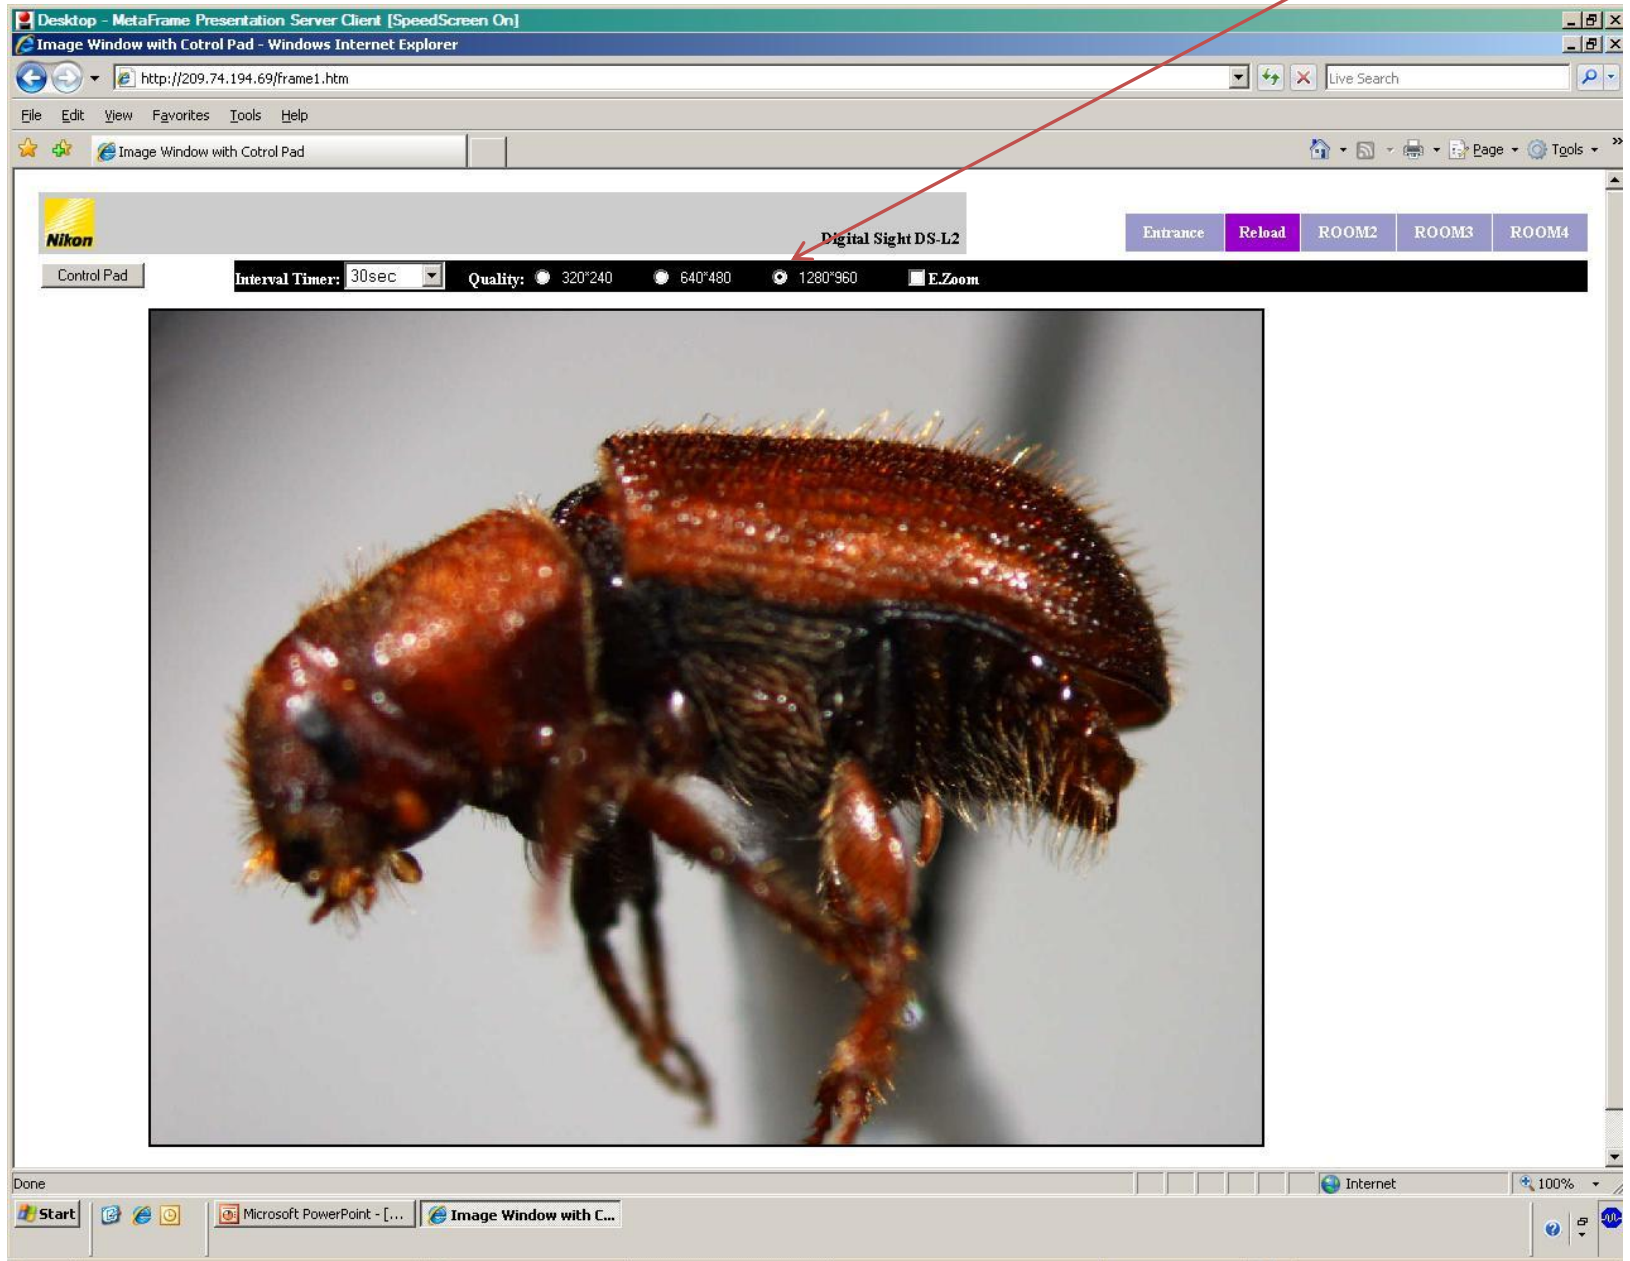 Desktop - MetaFrame Presentation Server Client [SpeedScreen On]
Image Window with Cotrol Pad - Windows Internet Explorer
http://209.74.194.69/frame1.htm
Live Search
File Edit View Favorites Tools Help
Image Window with Cotrol Pad
Page Tools »
Nikon
Digital Sight DS-L2
Entrance Reload ROOM2 ROOM3 ROOM4
Control Pad
Interval Timer: 30sec Quality: 320*240 640*480 1280*960 E.Zoom
Done
Internet
100%
Start
Microsoft PowerPoint - [...
Image Window with C...